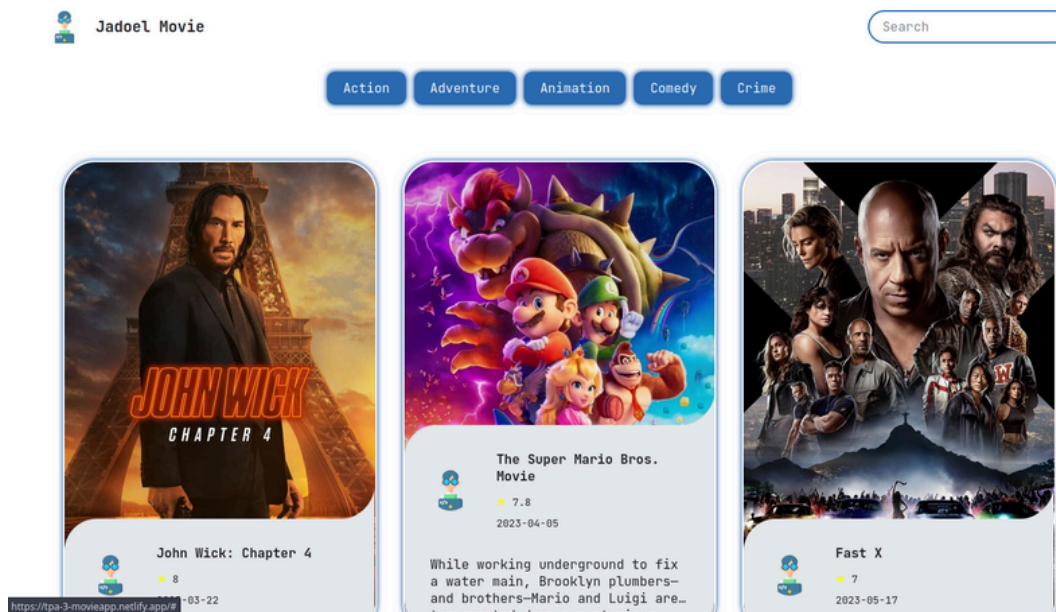 Jadoel Movie
Search
Action
Adventure
Animation
Comedy
Crime
JOHN WICK
CHAPTER 4
The Super Mario Bros.
Movie
7.8
2023-04-05
While working underground to fix
a water main, Brooklyn plumbers—
and brothers—Mario and Luigi are…
John Wick: Chapter 4
8
-03-22
Fast X
7
2023-05-17
https://tpa-3-movieapp.netlify.app/#